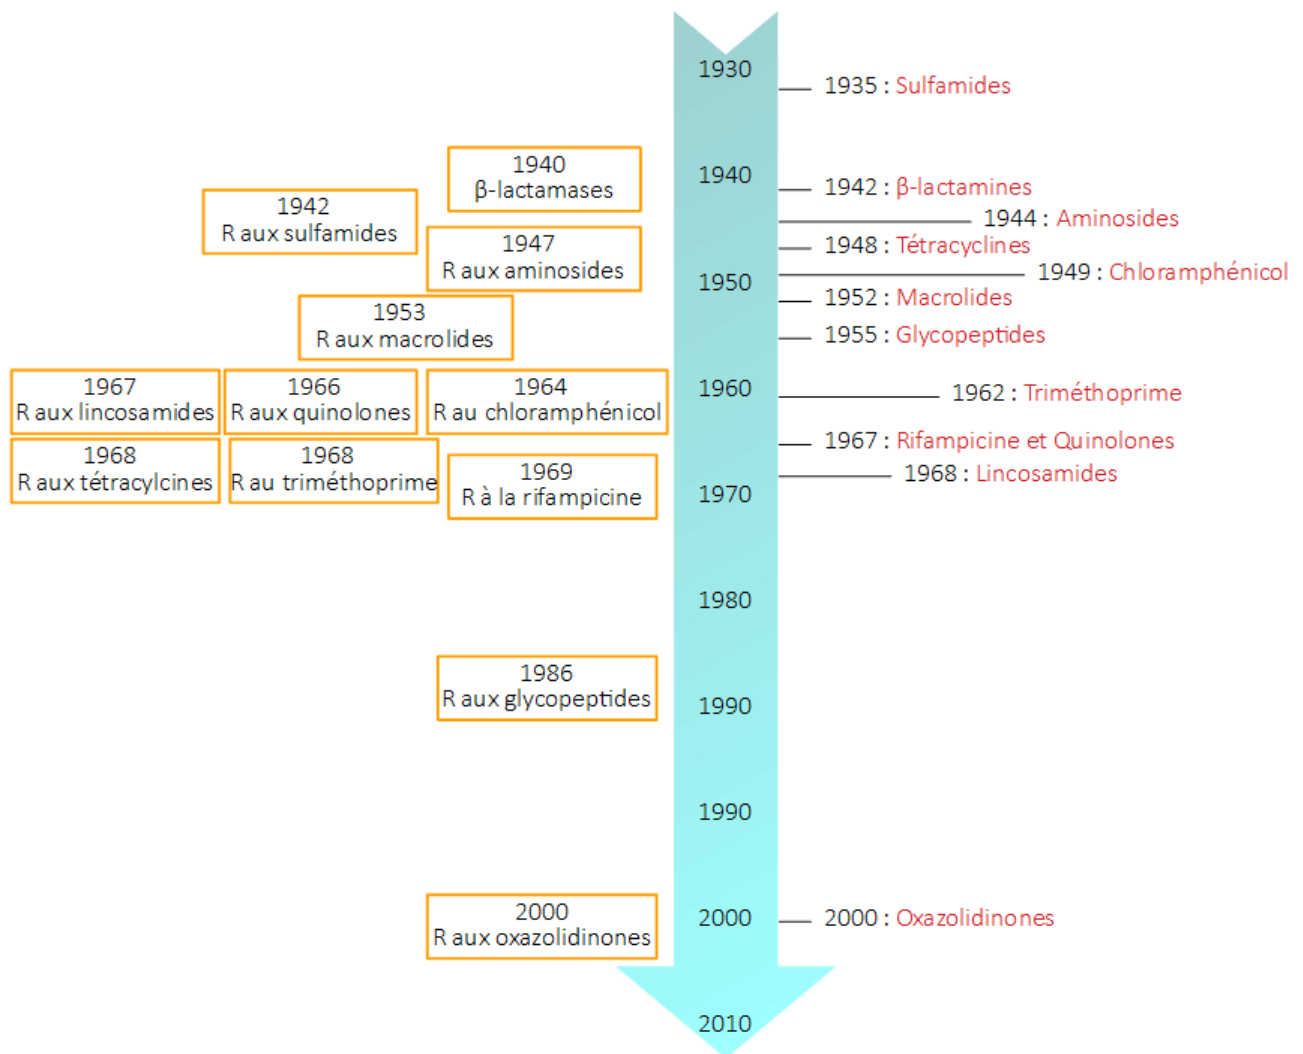 1930
1940
1950
1960
1970
1980
1990
1990
2000
2010
1935 : Sulfamides
1942 : β-lactamines
1944 : Aminosides
1948 : Tétracyclines
1949 : Chloramphénicol
1952 : Macrolides
1955 : Glycopeptides
1962 : Triméthoprime
1967 : Rifampicine et Quinolones
1968 : Lincosamides
2000 : Oxazolidinones
1940
β-lactamases
1942
R aux sulfamides
1947
R aux aminosides
1953
R aux macrolides
1967
R aux lincosamides
1966
R aux quinolones
1964
R au chloramphénicol
1968
R aux tétracylcines
1968
R au triméthoprime
1969
R à la rifampicine
1986
R aux glycopeptides
2000
R aux oxazolidinones